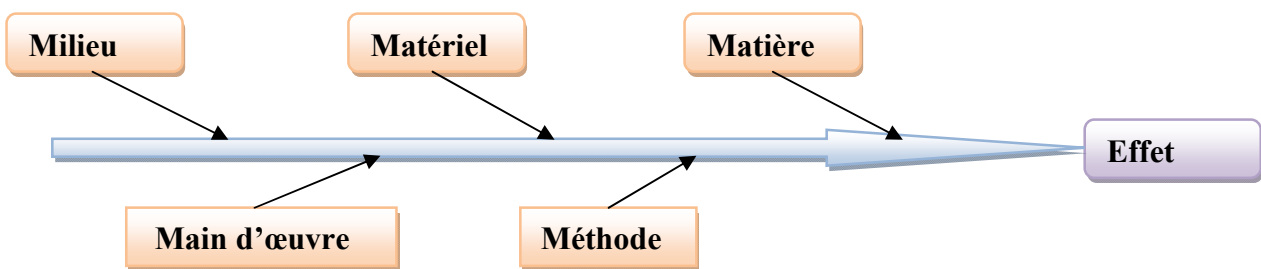 Milieu
Matériel
Matière
Effet
Main d’œuvre
Méthode